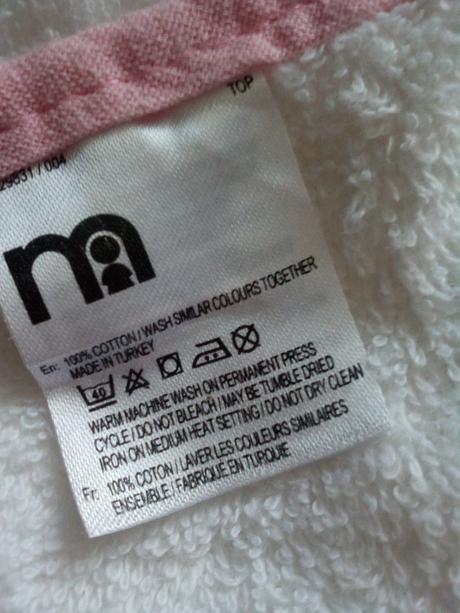 TOP
29831 / 004
m
En: 100% COTTON / WASH SIMILAR COLOURS TOGETHER
MADE IN TURKEY
40
WARM MACHINE WASH ON PERMANENT PRESS
CYCLE / DO NOT BLEACH / MAY BE TUMBLE DRIED
IRON ON MEDIUM HEAT SETTING / DO NOT DRY CLEAN
Fr: 100% COTON / LAVER LES COULEURS SIMILAIRES
ENSEMBLE / FABRIQUE EN TURQUIE